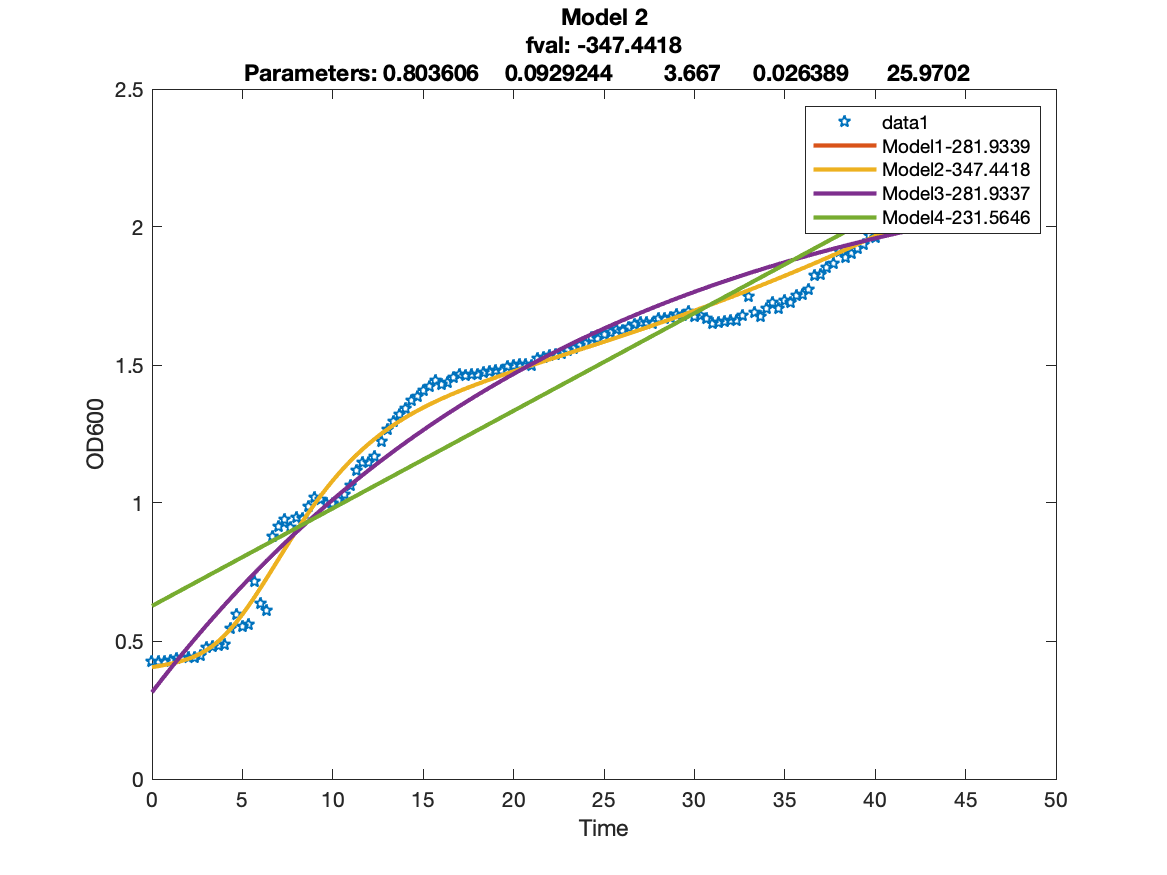 Model 2
fval: -347.4418
Parameters: 0.803606 0.0929244 3.667 0.026389 25.9702
data1
Model1-281.9339
Model2-347.4418
Model3-281.9337
Model4-231.5646
2.5
2
1.5
1
0.5
0
OD600
0 5 10 15 20 25 30 35 40 45 50
Time